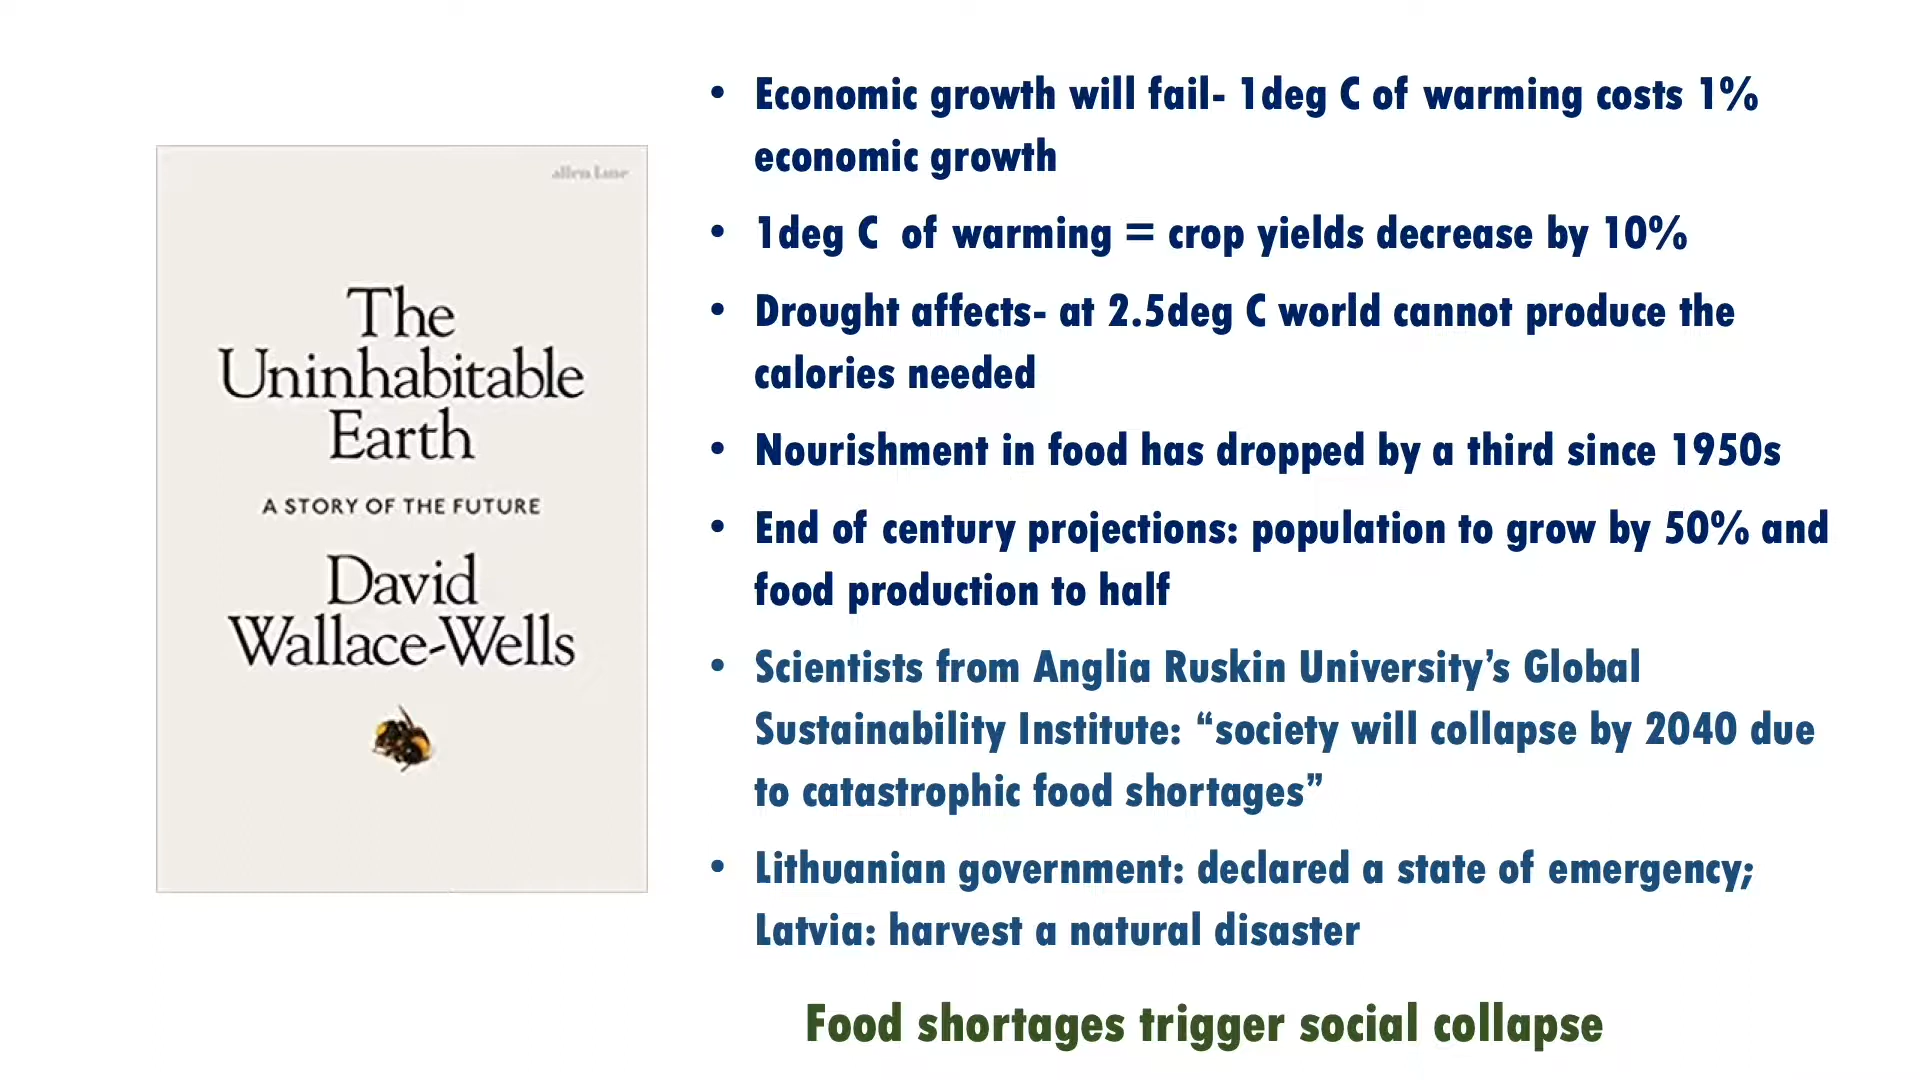 allen lane
The
Uninhabitable
Earth
A STORY OF THE FUTURE
David
Wallace-Wells
• Economic growth will fail- 1deg C of warming costs 1%
economic growth
• 1deg C of warming = crop yields decrease by 10%
• Drought affects- at 2.5deg C world cannot produce the
calories needed
• Nourishment in food has dropped by a third since 1950s
• End of century projections: population to grow by 50% and
food production to half
• Scientists from Anglia Ruskin University’s Global
Sustainability Institute: “society will collapse by 2040 due
to catastrophic food shortages”
• Lithuanian government: declared a state of emergency;
Latvia: harvest a natural disaster
Food shortages trigger social collapse